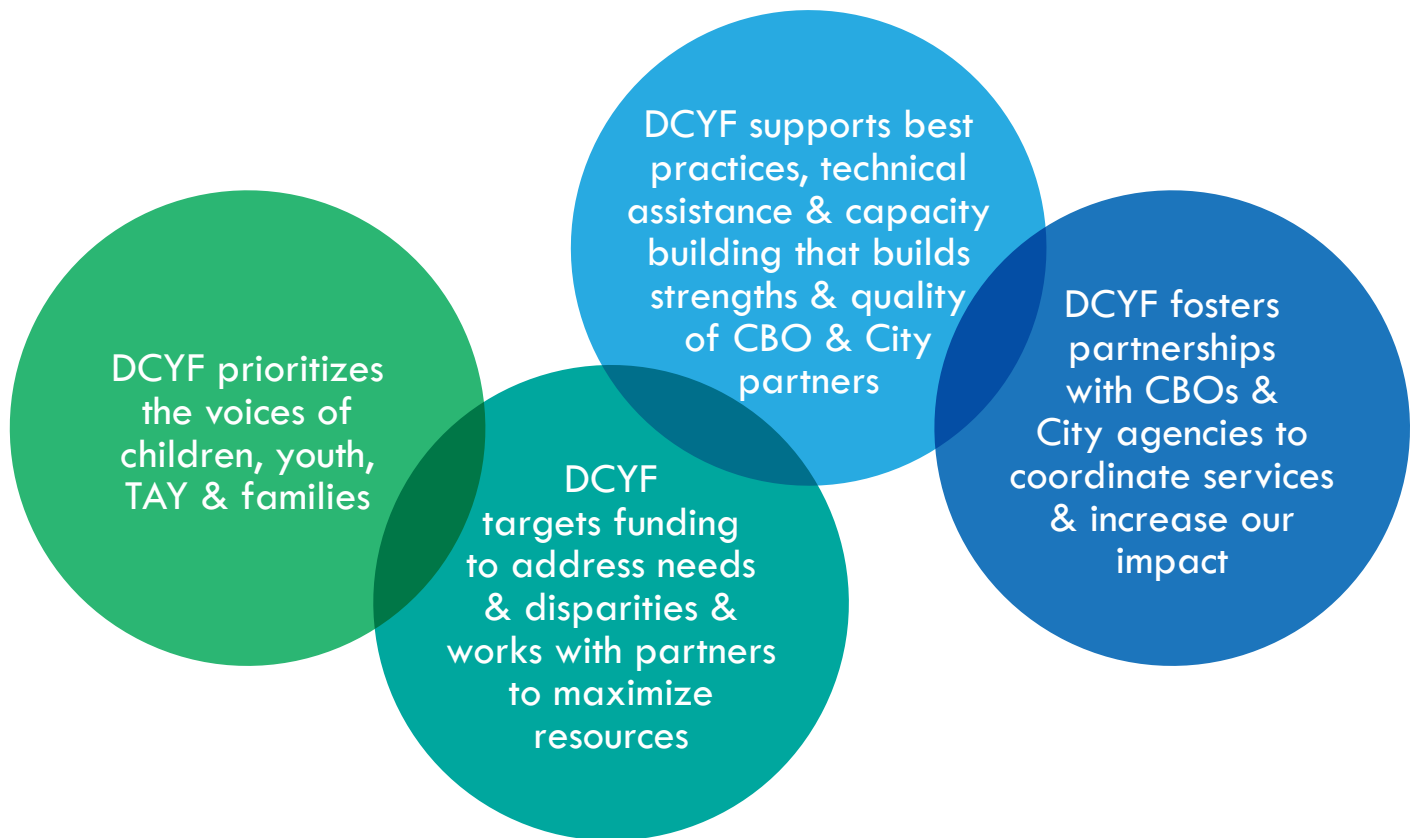 DCYF prioritizes
the voices of
children, youth,
TAY & families
DCYF
targets funding
to address needs
& disparities &
works with partners
to maximize
resources
DCYF supports best
practices, technical
assistance & capacity
building that builds
strengths & quality
of CBO & City
partners
DCYF fosters
partnerships
with CBOs &
City agencies to
coordinate services
& increase our
impact